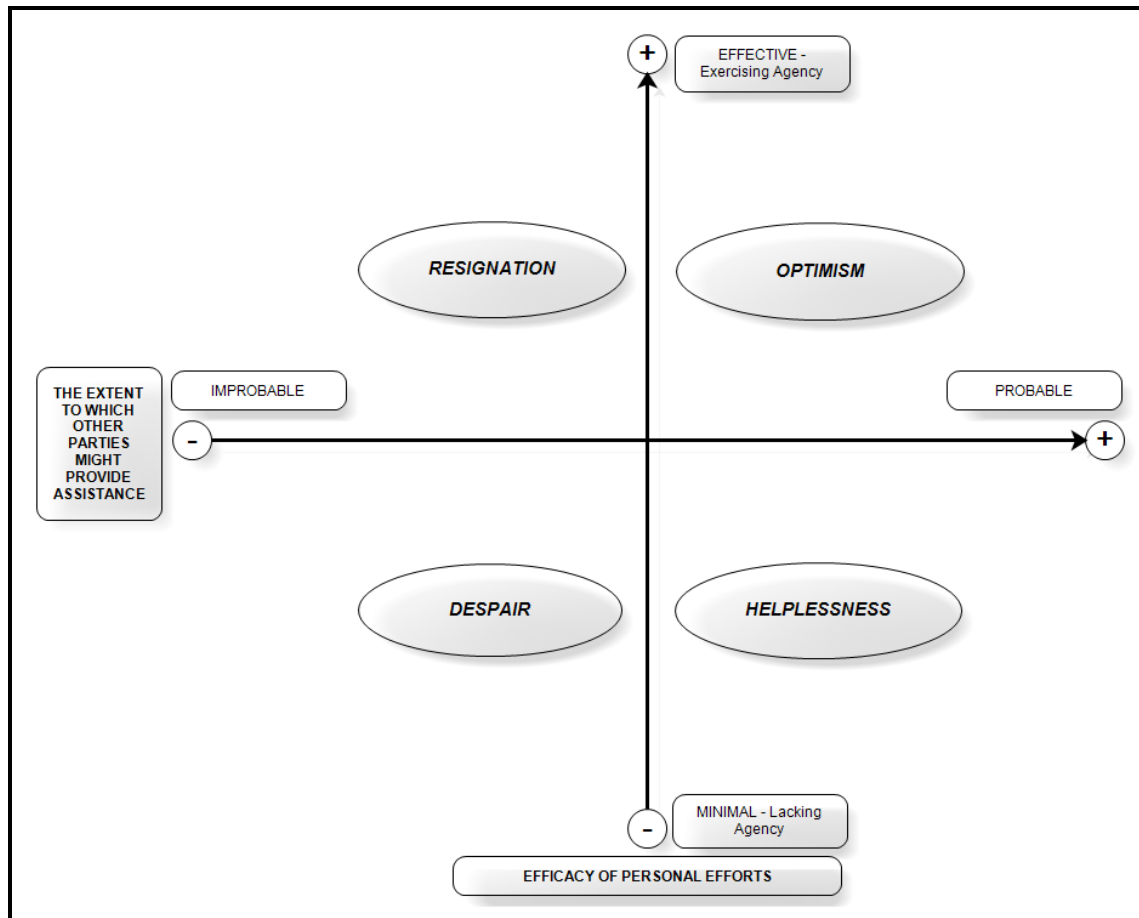 +
EFFECTIVE -
Exercising Agency
RESIGNATION
OPTIMISM
THE EXTENT
TO WHICH
OTHER
PARTIES
MIGHT
PROVIDE
ASSISTANCE
IMPROBABLE
-
PROBABLE
+
DESPAIR
HELPLESSNESS
-
MINIMAL - Lacking
Agency
EFFICACY OF PERSONAL EFFORTS